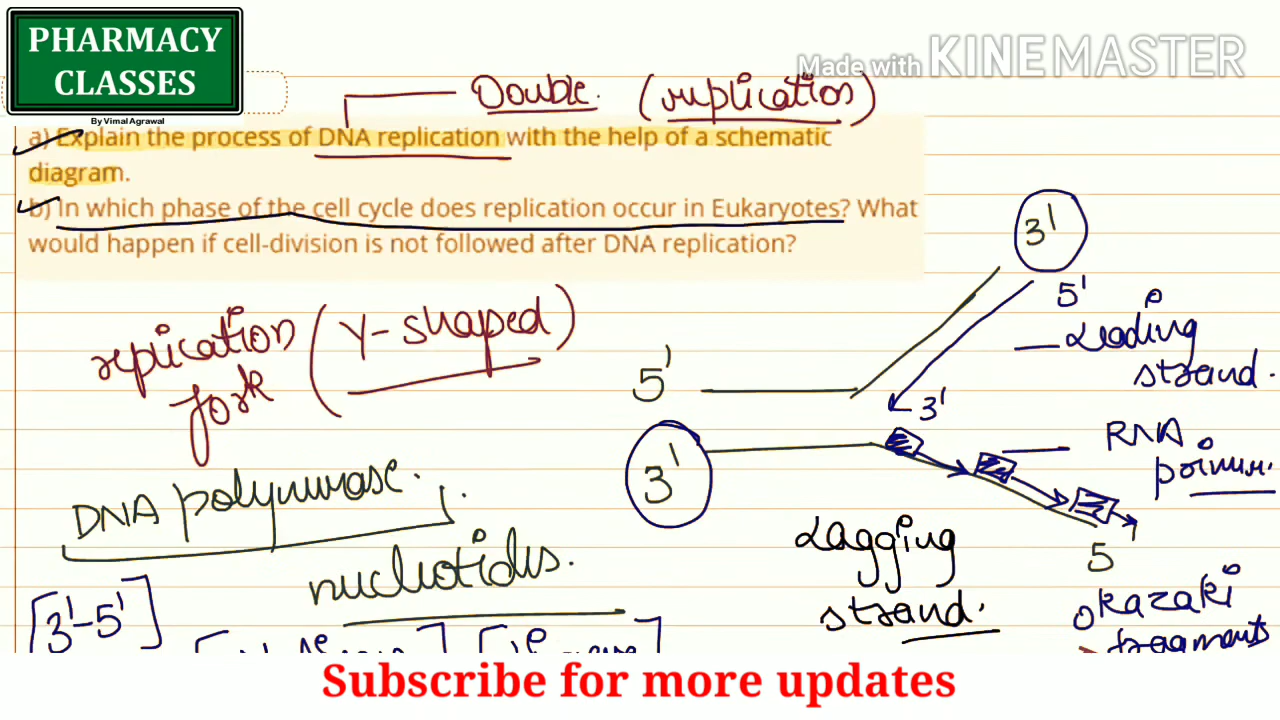 PHARMACY
CLASSES
By Vimal Agrawal
Made with KINEMASTER
Double. (replication)
a) Explain the process of DNA replication with the help of a schematic
diagram.
b) In which phase of the cell cycle does replication occur in Eukaryotes? What
would happen if cell-division is not followed after DNA replication?
replication
fork
(Y-shaped)
DNA polymerase.
nucleotides.
[3'-5']
3'
5'
Leading
strand.
5'
3'
3'
RNA
primer.
5'
Lagging
strand.
Okazaki
fragments
Subscribe for more updates